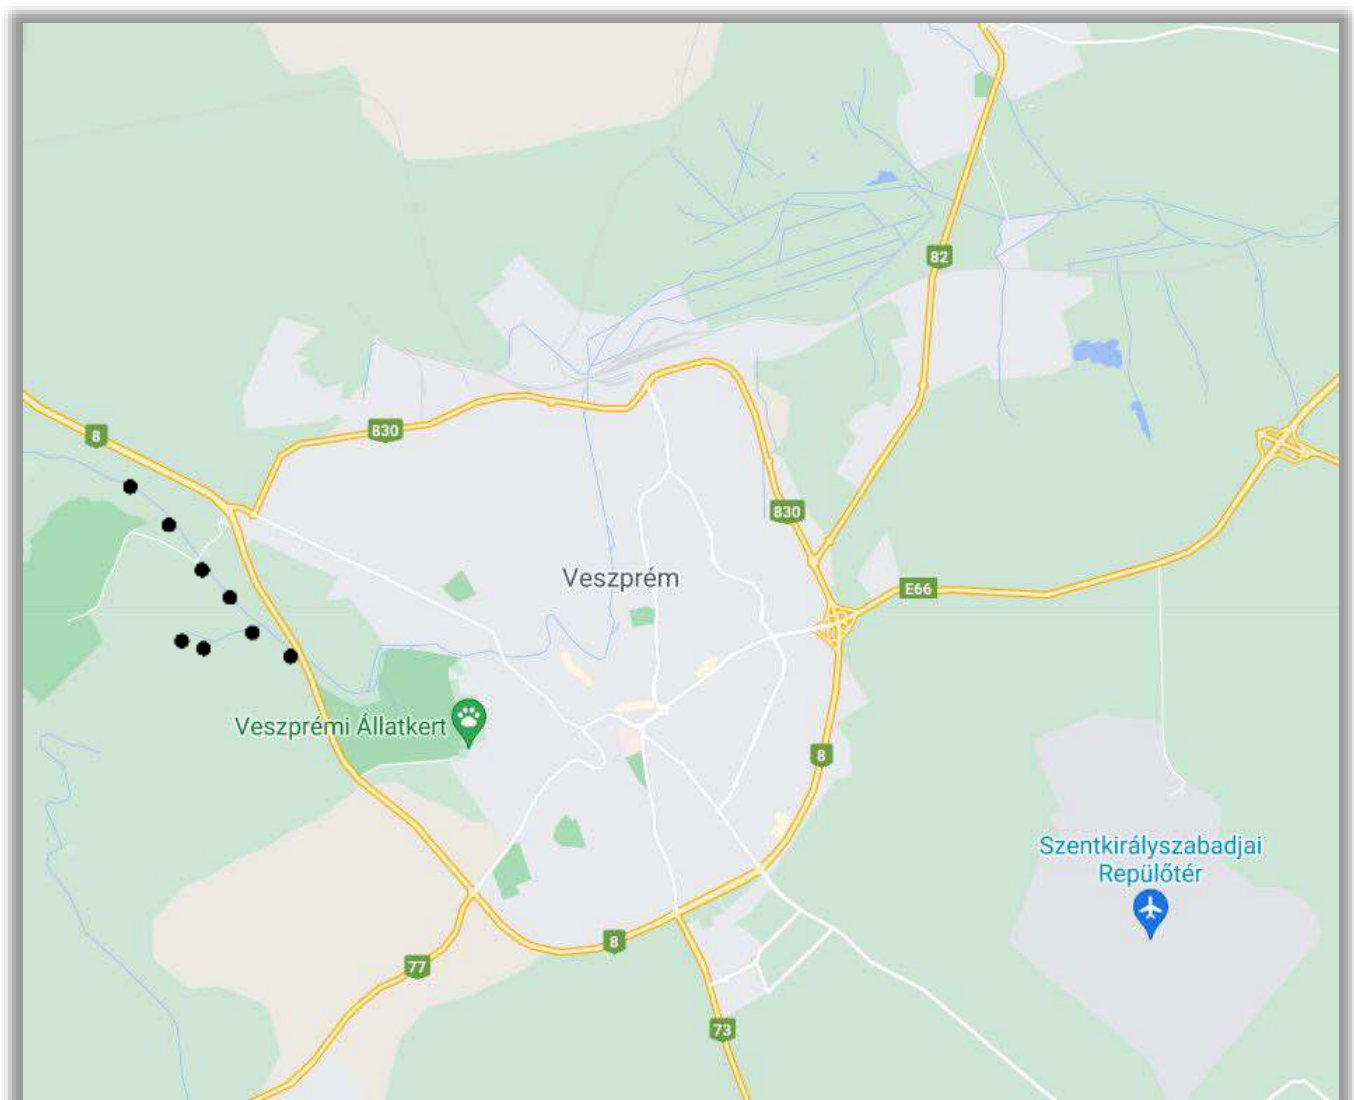 82
8
830
830
Veszprém
E66
Veszprémi Állatkert
8
Szentkirályszabadjai
Repülőtér
8
77
73